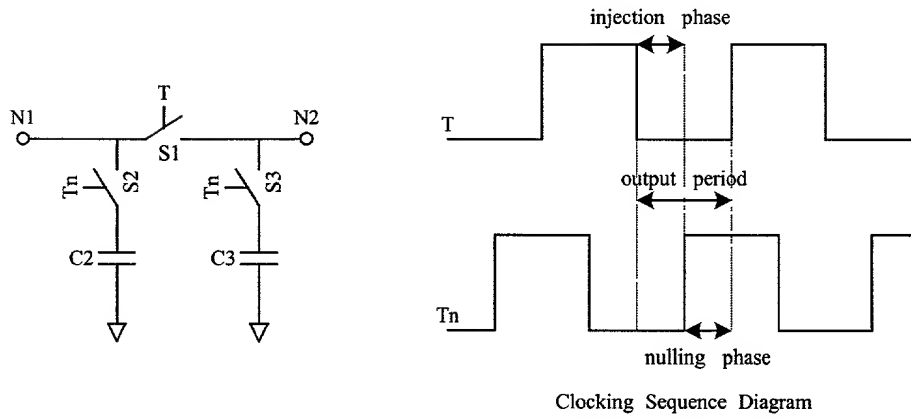 injection phase
T
N1
N2
S1
T
Tn
S2
Tn
S3
output period
C2
C3
Tn
nulling phase
Clocking Sequence Diagram